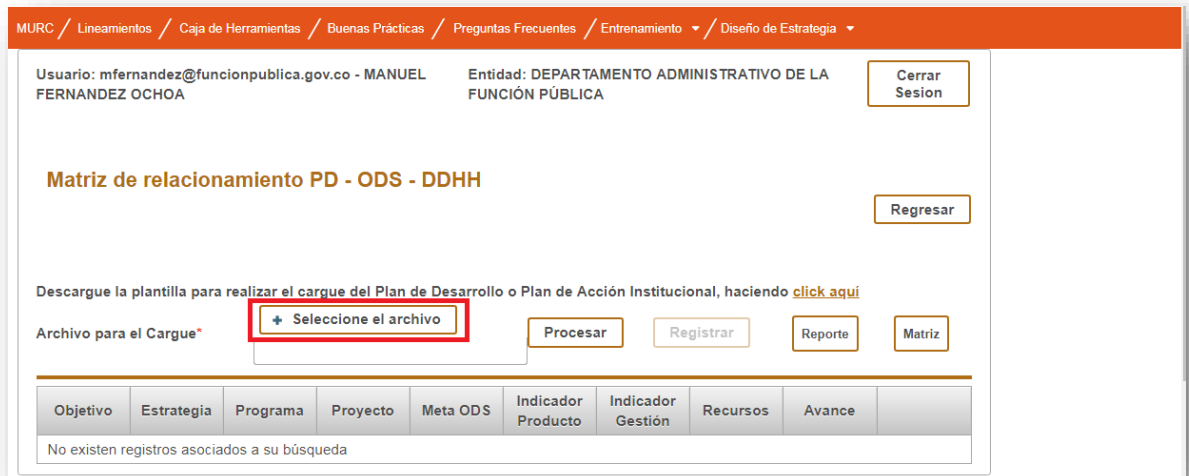 MURC / Lineamientos / Caja de Herramientas / Buenas Prácticas / Preguntas Frecuentes / Entrenamiento / Diseño de Estrategia
Usuario: mfernandez@funcionpublica.gov.co - MANUEL
FERNANDEZ OCHOA
Entidad: DEPARTAMENTO ADMINISTRATIVO DE LA
FUNCIÓN PÚBLICA
Cerrar
Sesion
Matriz de relacionamiento PD - ODS - DDHH
Regresar
Descargue la plantilla para realizar el cargue del Plan de Desarrollo o Plan de Acción Institucional, haciendo click aquí
Archivo para el Cargue*
+ Seleccione el archivo
Procesar
Registrar
Reporte
Matriz
Objetivo
Estrategia
Programa
Proyecto
Meta ODS
Indicador
Producto
Indicador
Gestión
Recursos
Avance
No existen registros asociados a su búsqueda